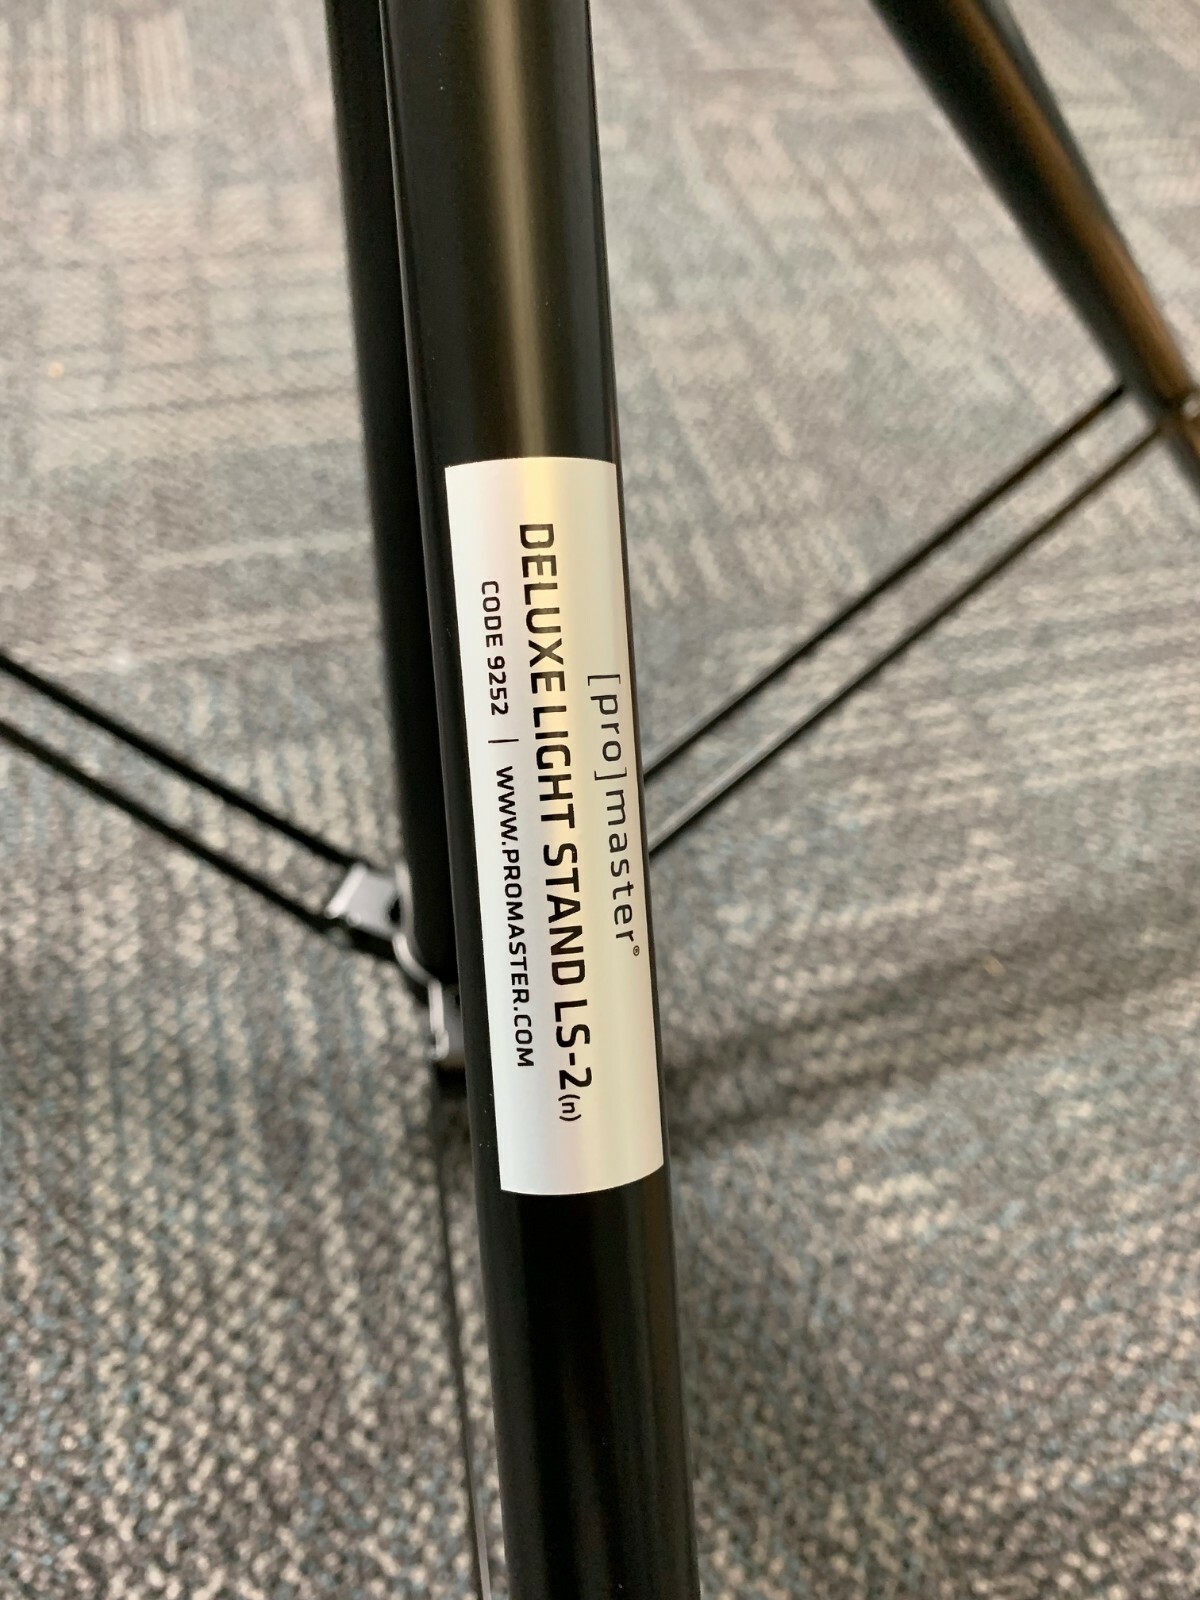 [pro]master®
DELUXE LIGHT STAND LS-2(n)
CODE 9252 | WWW.PROMASTER.COM